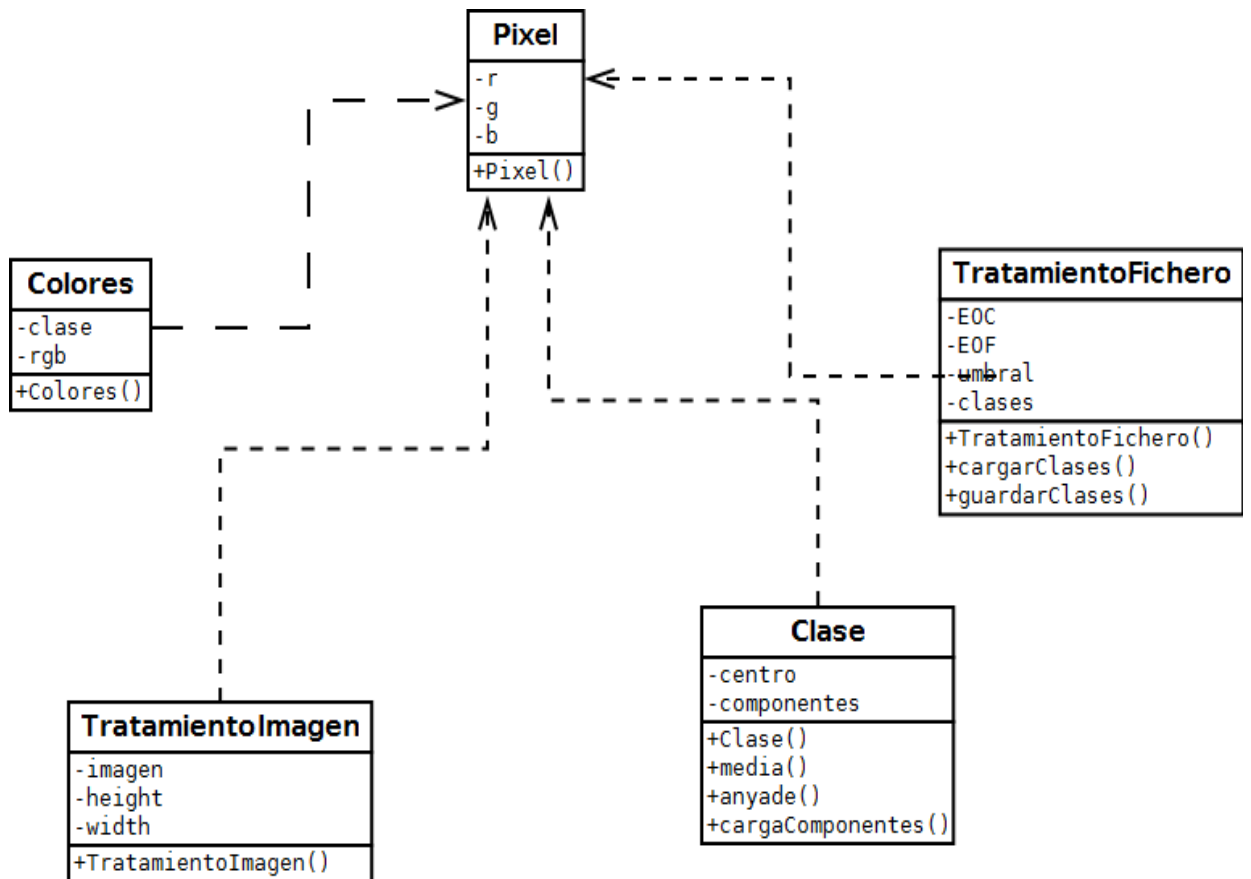 Pixel
-r
-g
-b
+Pixel()
Colores
-clase
-rgb
+Colores()
TratamientoFichero
-EOC
-EOF
-umbral
-clases
+TratamientoFichero()
+cargarClases()
+guardarClases()
TratamientoImagen
-imagen
-height
-width
+TratamientoImagen()
Clase
-centro
-componentes
+Clase()
+media()
+anyade()
+cargaComponentes()